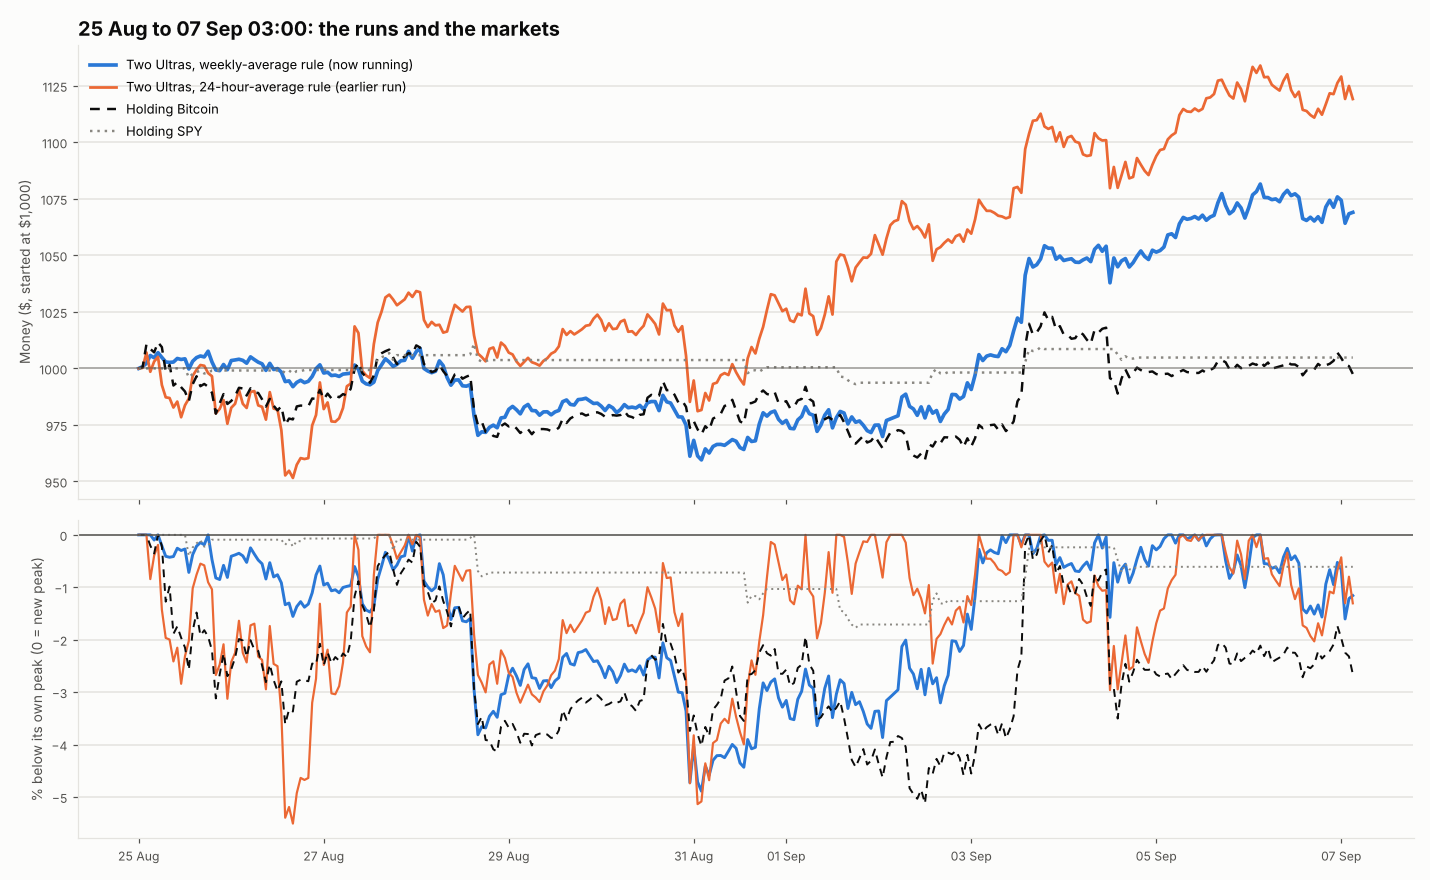 25 Aug to 07 Sep 03:00: the runs and the markets
Two Ultras, weekly-average rule (now running)
Two Ultras, 24-hour-average rule (earlier run)
Holding Bitcoin
Holding SPY
Money ($, started at $1,000)
1125
1100
1075
1050
1025
1000
975
950
% below its own peak (0 = new peak)
0
−1
−2
−3
−4
−5
25 Aug
27 Aug
29 Aug
31 Aug
01 Sep
03 Sep
05 Sep
07 Sep